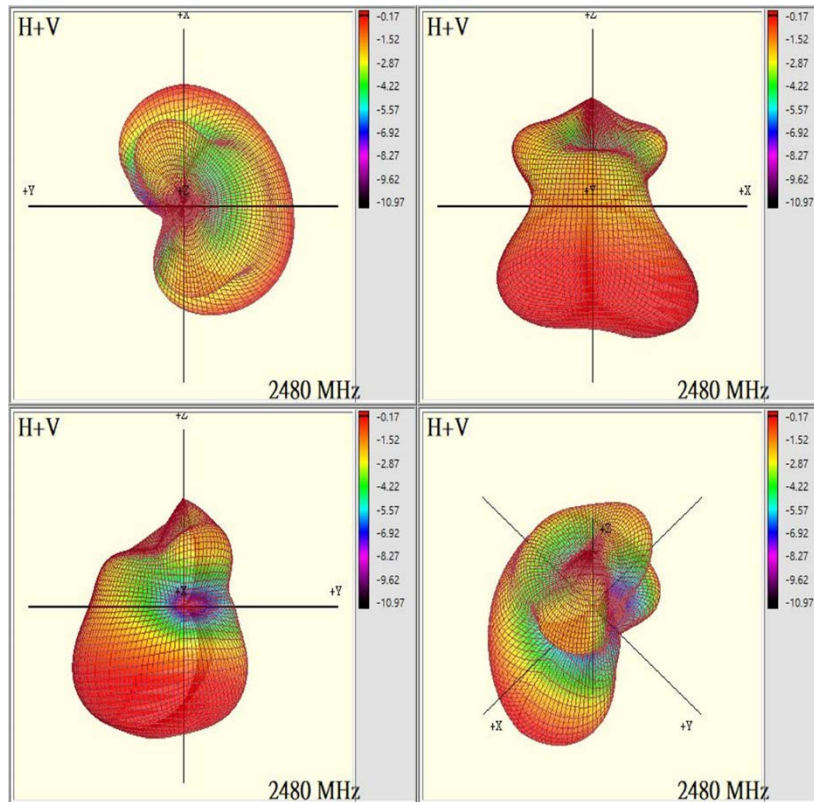 H+V
+X
+Y
+Z
2480 MHz
-0.17
-1.52
-2.87
-4.22
-5.57
-6.92
-8.27
-9.62
-10.97
H+V
+Z
+Y
+X
2480 MHz
-0.17
-1.52
-2.87
-4.22
-5.57
-6.92
-8.27
-9.62
-10.97
H+V
+Z
+X
+Y
2480 MHz
-0.17
-1.52
-2.87
-4.22
-5.57
-6.92
-8.27
-9.62
-10.97
H+V
+Z
+X
+Y
2480 MHz
-0.17
-1.52
-2.87
-4.22
-5.57
-6.92
-8.27
-9.62
-10.97